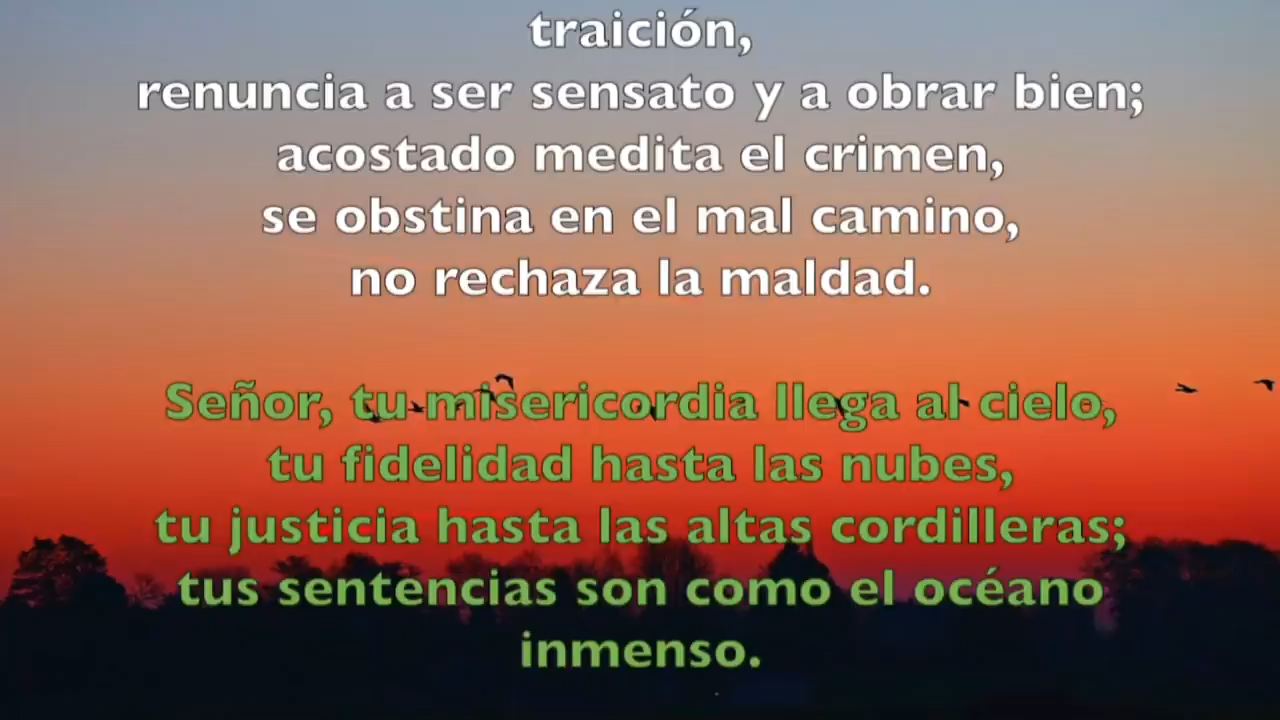 traición,
renuncia a ser sensato y a obrar bien;
acostado medita el crimen,
se obstina en el mal camino,
no rechaza la maldad.
Señor, tu misericordia llega al cielo,
tu fidelidad hasta las nubes,
tu justicia hasta las altas cordilleras;
tus sentencias son como el océano
inmenso.